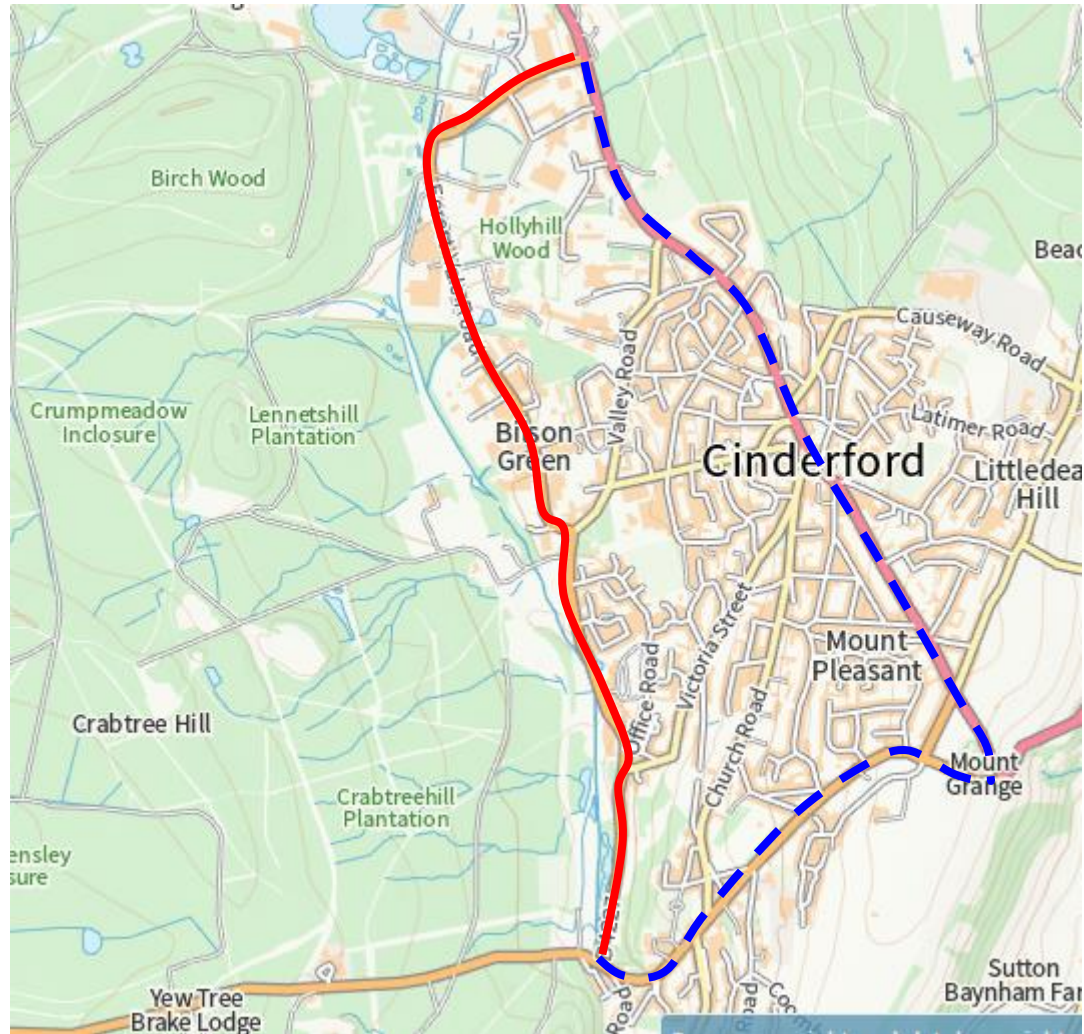 Birch Wood
Hollyhill
Wood
Beac
Causeway Road
Crumpmeadow
Inclosure
Lennetshill
Plantation
Valley Road
Latimer Road
Bilson
Green
Cinderford
Littledea
Hill
Victoria Street
Mount
Pleasant
Office Road
Crabtree Hill
Church Road
Mount
Grange
Crabtreehill
Plantation
ensley
sure
Yew Tree
Brake Lodge
Road
Road
Sutton
Baynham Far